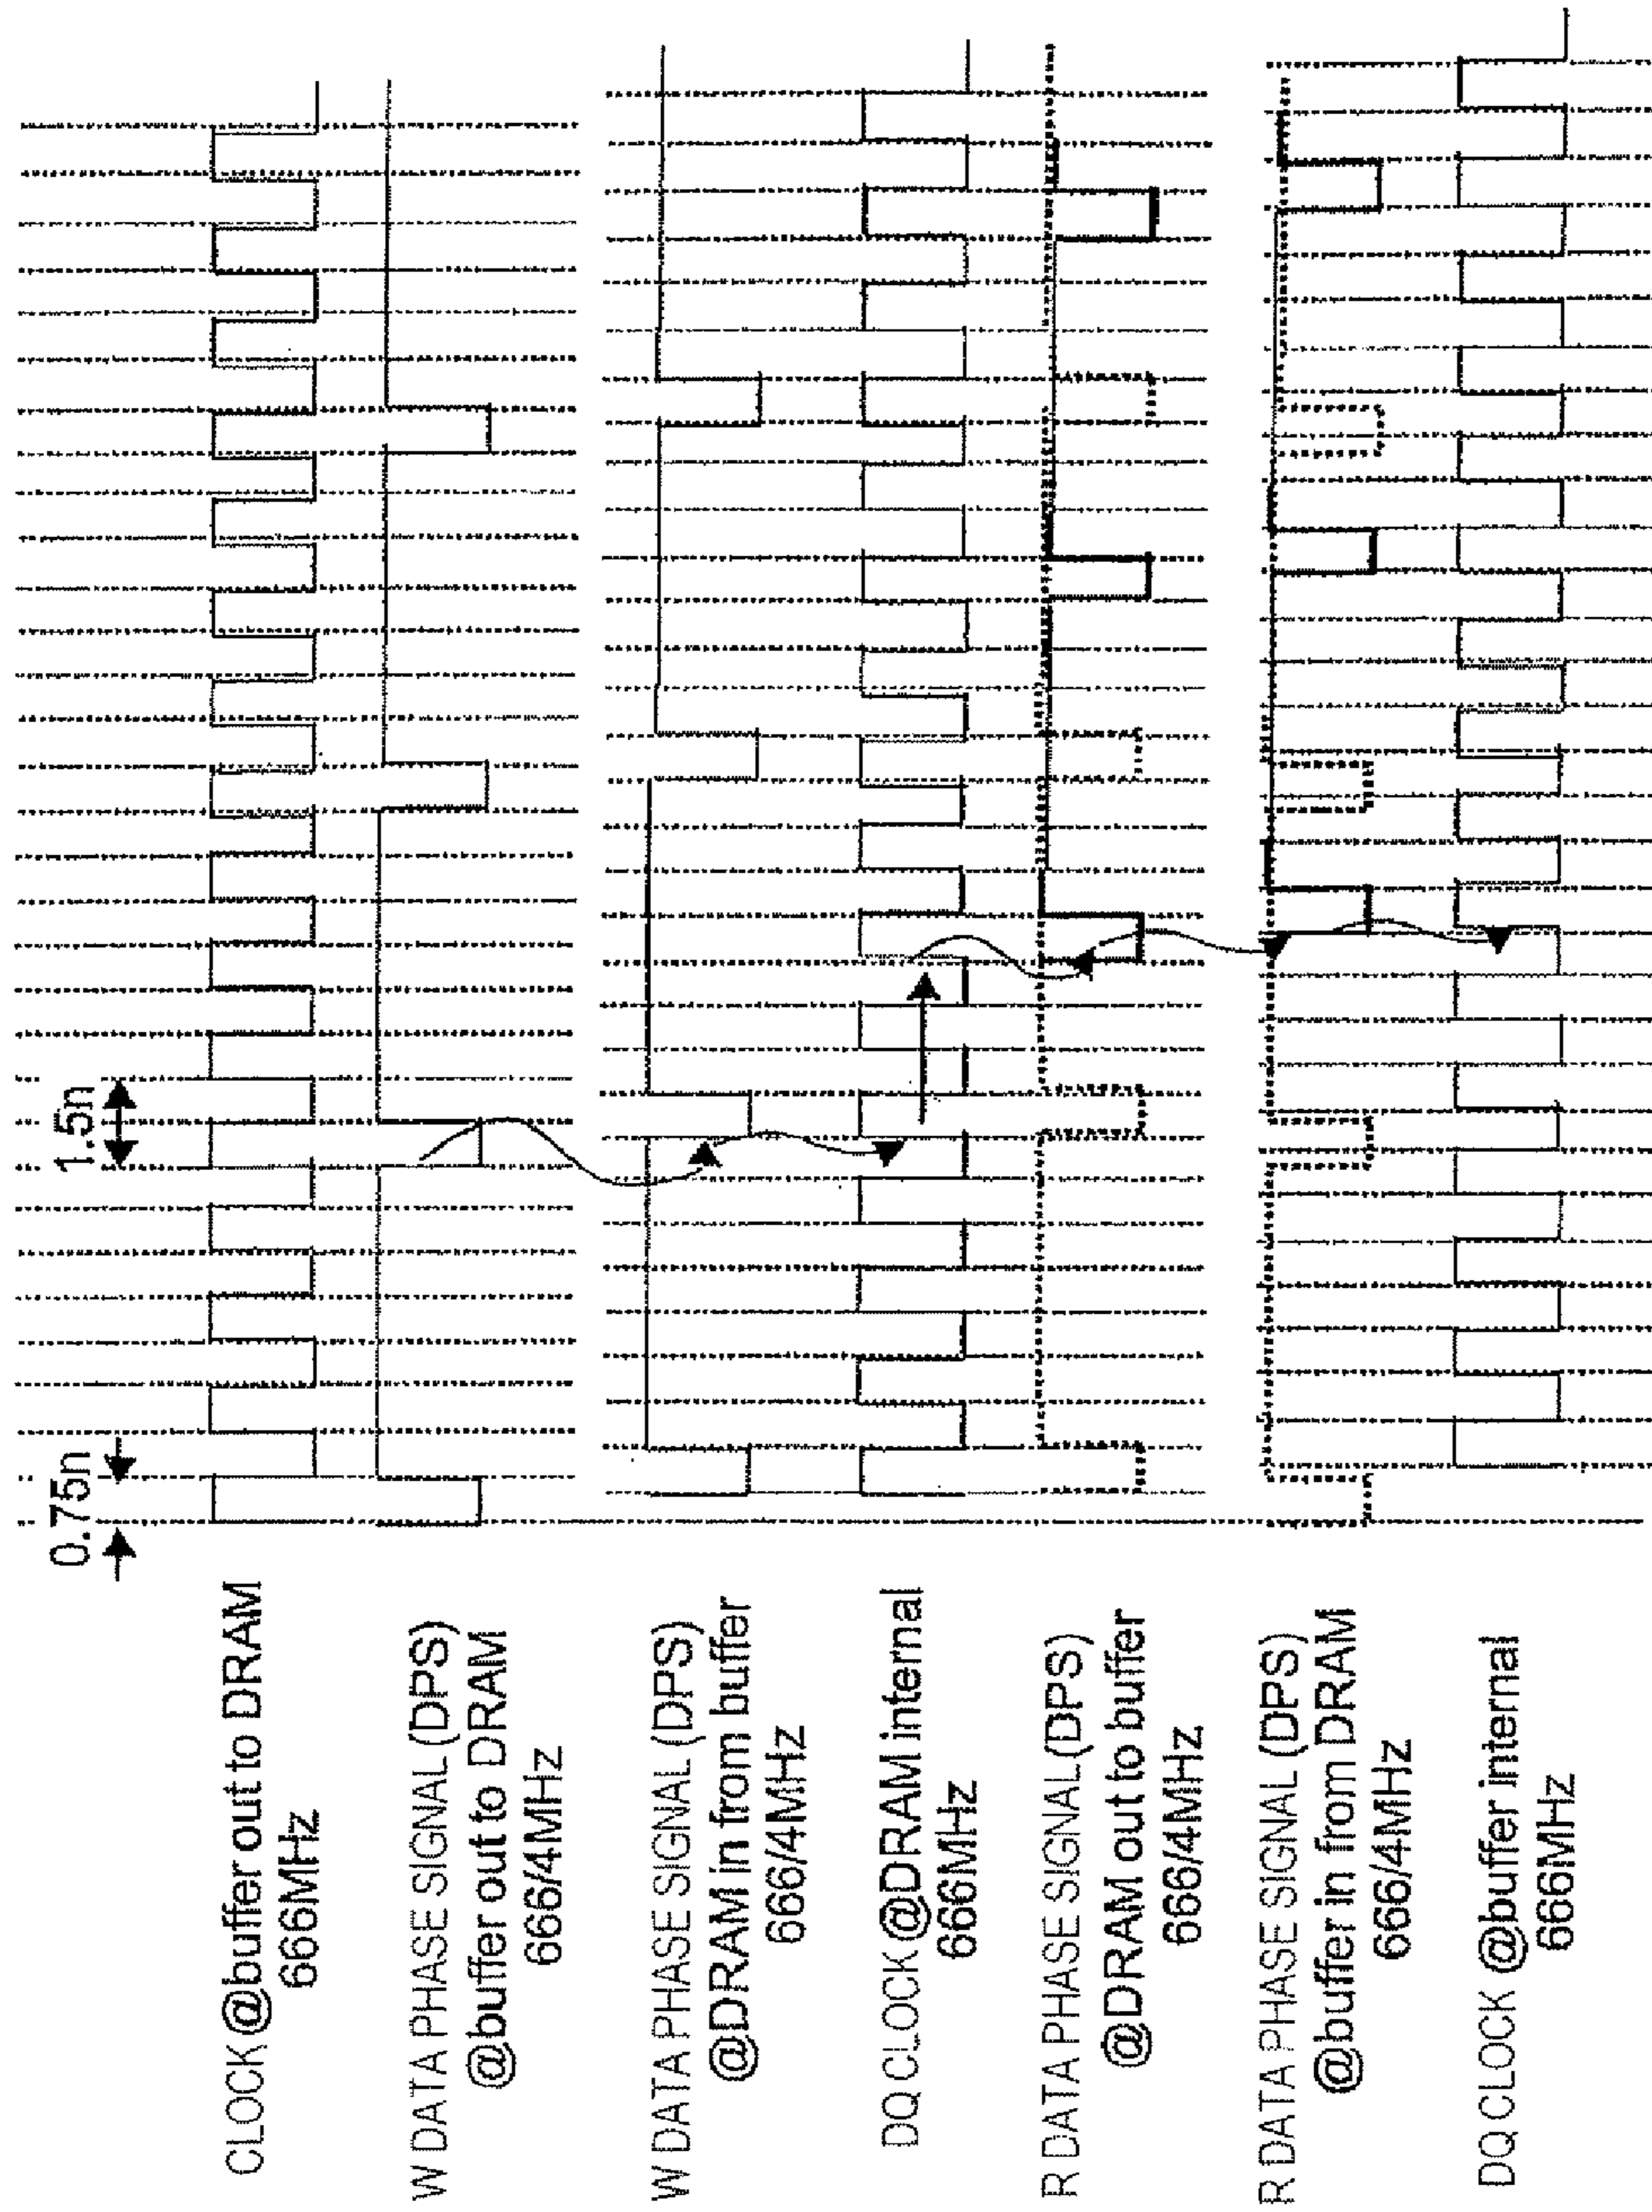 0.75n
1.5n
CLOCK @buffer out to DRAM
666MHz
W DATA PHASE SIGNAL (DPS)
@buffer out to DRAM
666/4MHz
W DATA PHASE SIGNAL (DPS)
@DRAM in from buffer
666/4MHz
DQ CLOCK @DRAM internal
666MHz
R DATA PHASE SIGNAL (DPS)
@DRAM out to buffer
666/4MHz
R DATA PHASE SIGNAL (DPS)
@buffer in from DRAM
666/4MHz
DQ CLOCK @buffer internal
666MHz